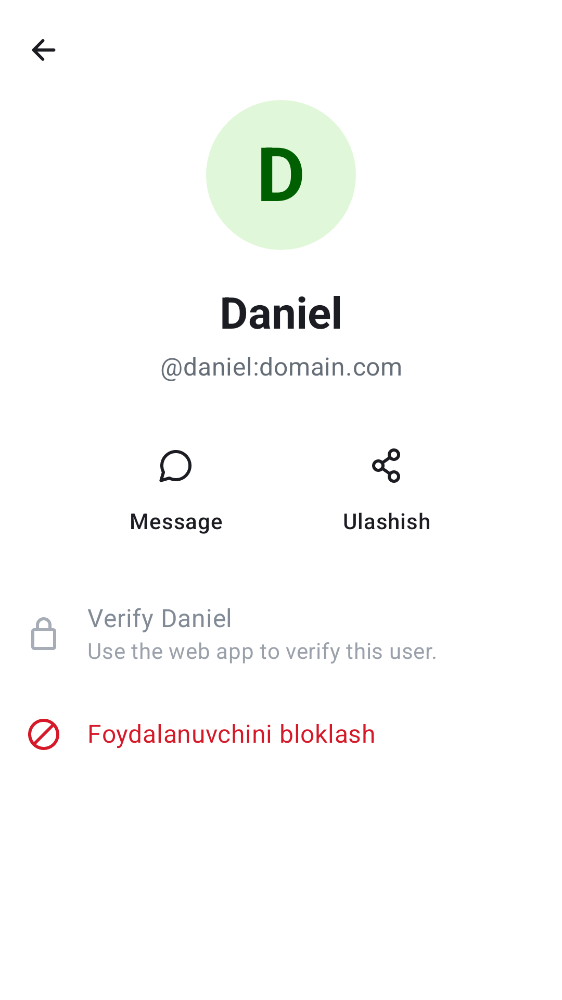 D
Daniel
@daniel:domain.com
Message
Ulashish
Verify Daniel
Use the web app to verify this user.
Foydalanuvchini bloklash